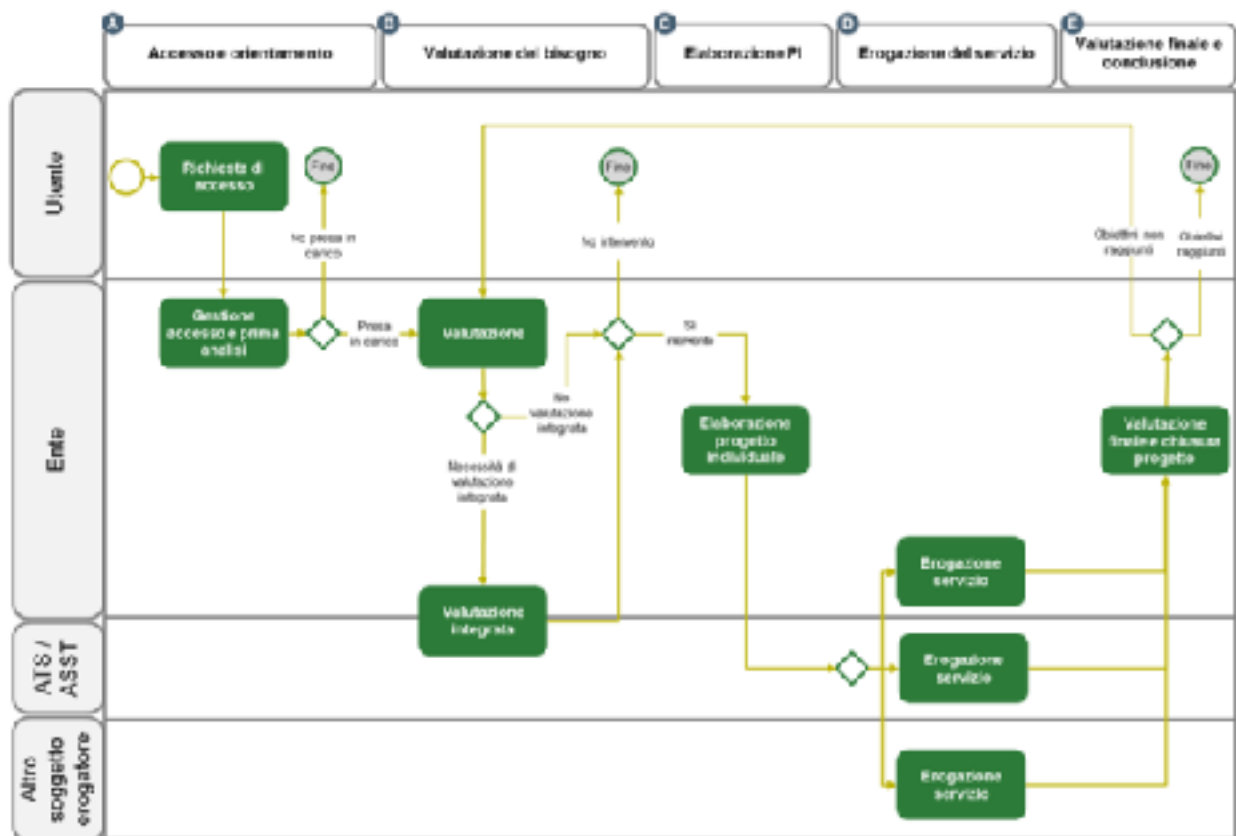 A
Accesso e orientamento
B
Valutazione del bisogno
C
Elaborazione PI
D
Erogazione del servizio
E
Valutazione finale e
conclusione
Utente
Richiesta di
accesso
Fine
No presa in
carico
Fine
No intervento
Obiettivi non
raggiunti
Fine
Obiettivi
raggiunti
Ente
Gestione
accesso e prima
analisi
Presa
in carico
Valutazione
No
valutazione
integrata
Sì
intervento
Necessità di
valutazione
integrata
Elaborazione
progetto
individuale
Valutazione
finale e chiusura
progetto
Erogazione
servizio
Valutazione
integrata
ATS /
ASST
Erogazione
servizio
Altro
soggetto
erogatore
Erogazione
servizio